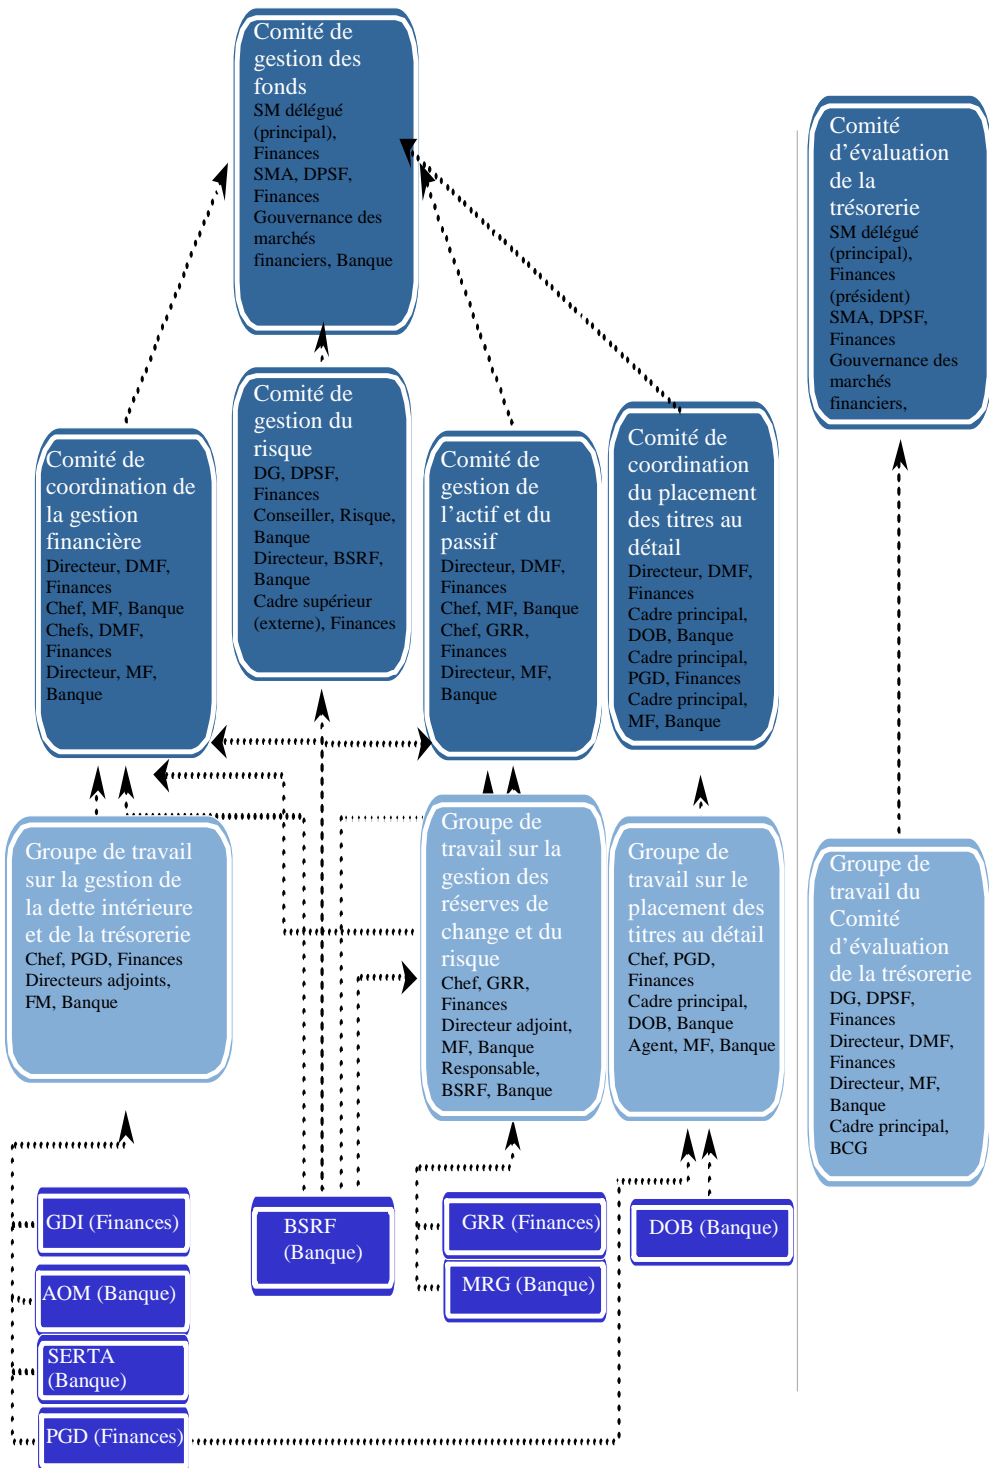 Comité de
gestion des
fonds
SM délégué
(principal),
Finances
SMA, DPSF,
Finances
Gouvernance des
marchés
financiers, Banque
Comité
d’évaluation
de la
trésorerie
SM délégué
(principal),
Finances
(président)
SMA, DPSF,
Finances
Gouvernance des
marchés
financiers,
Comité de
coordination de
la gestion
financière
Directeur, DMF,
Finances
Chef, MF, Banque
Chefs, DMF,
Finances
Directeur, MF,
Banque
Comité de
gestion du
risque
DG, DPSF,
Finances
Conseiller, Risque,
Banque
Directeur, BSRF,
Banque
Cadre supérieur
(externe), Finances
Comité de
gestion de
l’actif et du
passif
Directeur, DMF,
Finances
Chef, MF, Banque
Chef, GRR,
Finances
Directeur, MF,
Banque
Comité de
coordination
du placement
des titres au
détail
Directeur, DMF,
Finances
Cadre principal,
DOB, Banque
Cadre principal,
PGD, Finances
Cadre principal,
MF, Banque
Groupe de travail
sur la gestion de
la dette intérieure
et de la trésorerie
Chef, PGD, Finances
Directeurs adjoints,
FM, Banque
Groupe de
travail sur la
gestion des
réserves de
change et du
risque
Chef, GRR,
Finances
Directeur adjoint,
MF, Banque
Responsable,
BSRF, Banque
Groupe de
travail sur le
placement des
titres au détail
Chef, PGD,
Finances
Cadre principal,
DOB, Banque
Agent, MF, Banque
Groupe de
travail du
Comité
d’évaluation
de la trésorerie
DG, DPSF,
Finances
Directeur, DMF,
Finances
Directeur, MF,
Banque
Cadre principal,
BCG
GDI (Finances)
AOM (Banque)
SERTA
(Banque)
PGD (Finances)
BSRF
(Banque)
GRR (Finances)
MRG (Banque)
DOB (Banque)